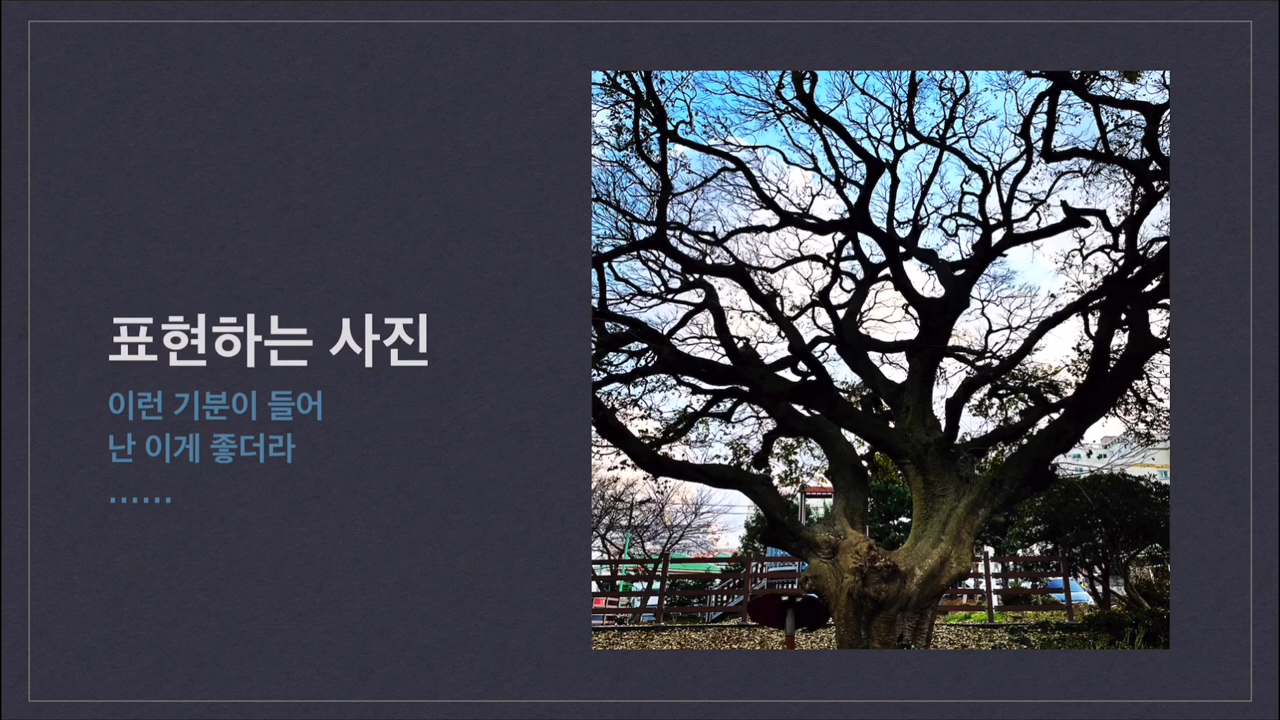 표현하는 사진
이런 기분이 들어
난 이게 좋더라
......